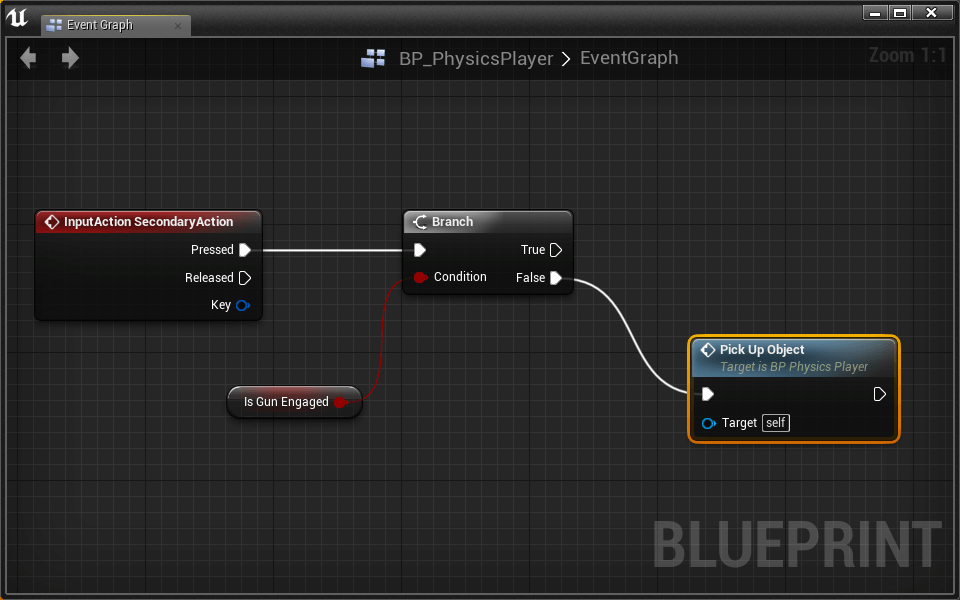 Event Graph
BP_PhysicsPlayer > EventGraph
Zoom 1:1
InputAction SecondaryAction
Pressed
Released
Key
Branch
True
Condition
False
Is Gun Engaged
Pick Up Object
Target is BP Physics Player
Target self
BLUEPRINT